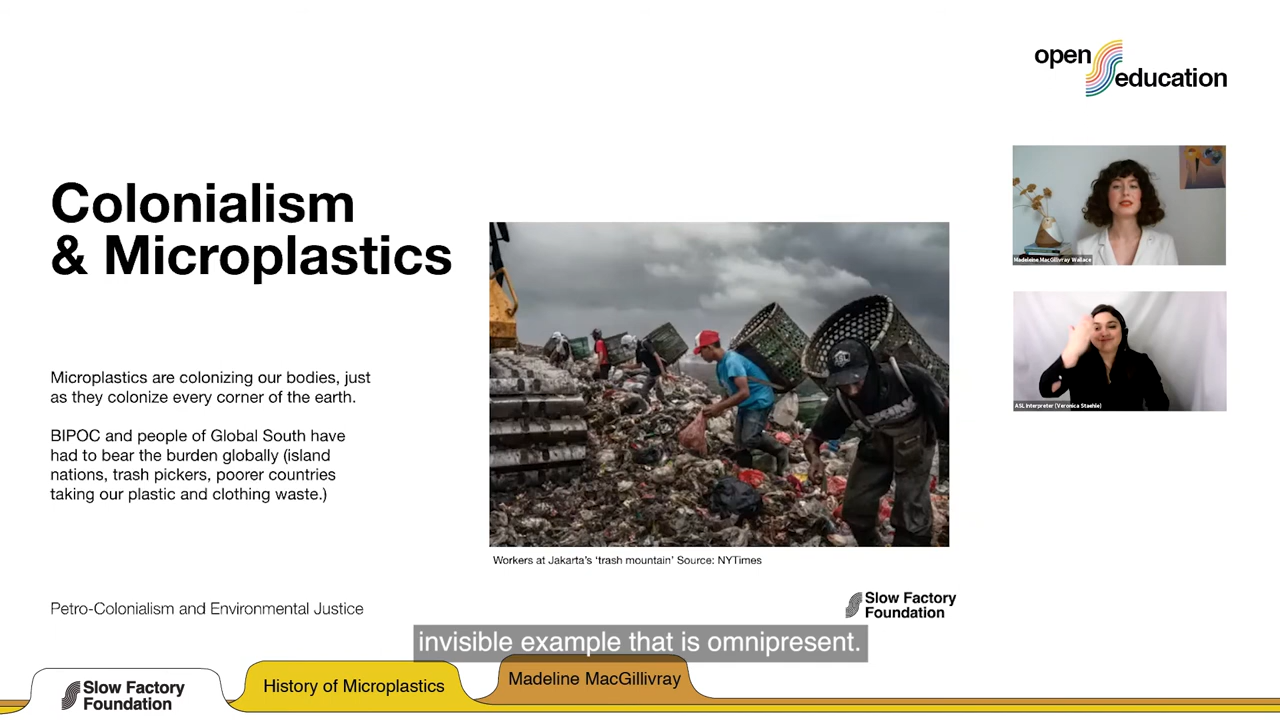 open
education
Colonialism
& Microplastics
Madeleine MacGillivray Wallace
ASL Interpreter (Veronica Staehle)
Microplastics are colonizing our bodies, just
as they colonize every corner of the earth.
BIPOC and people of Global South have
had to bear the burden globally (island
nations, trash pickers, poorer countries
taking our plastic and clothing waste.)
Workers at Jakarta's 'trash mountain' Source: NYTimes
Petro-Colonialism and Environmental Justice
Slow Factory
Foundation
invisible example that is omnipresent.
Slow Factory
Foundation
History of Microplastics
Madeline MacGillivray